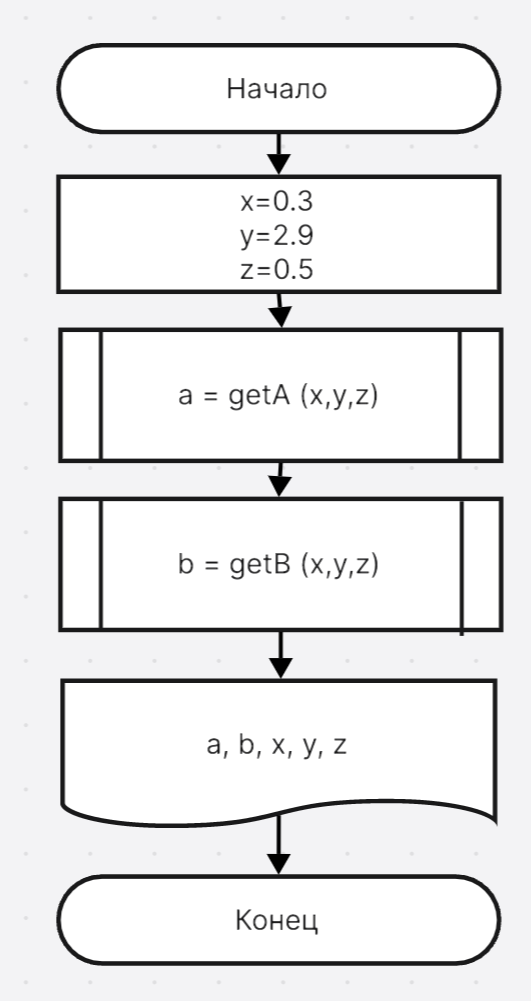 Начало
x=0.3
y=2.9
z=0.5
a = getA (x,y,z)
b = getB (x,y,z)
a, b, x, y, z
Конец